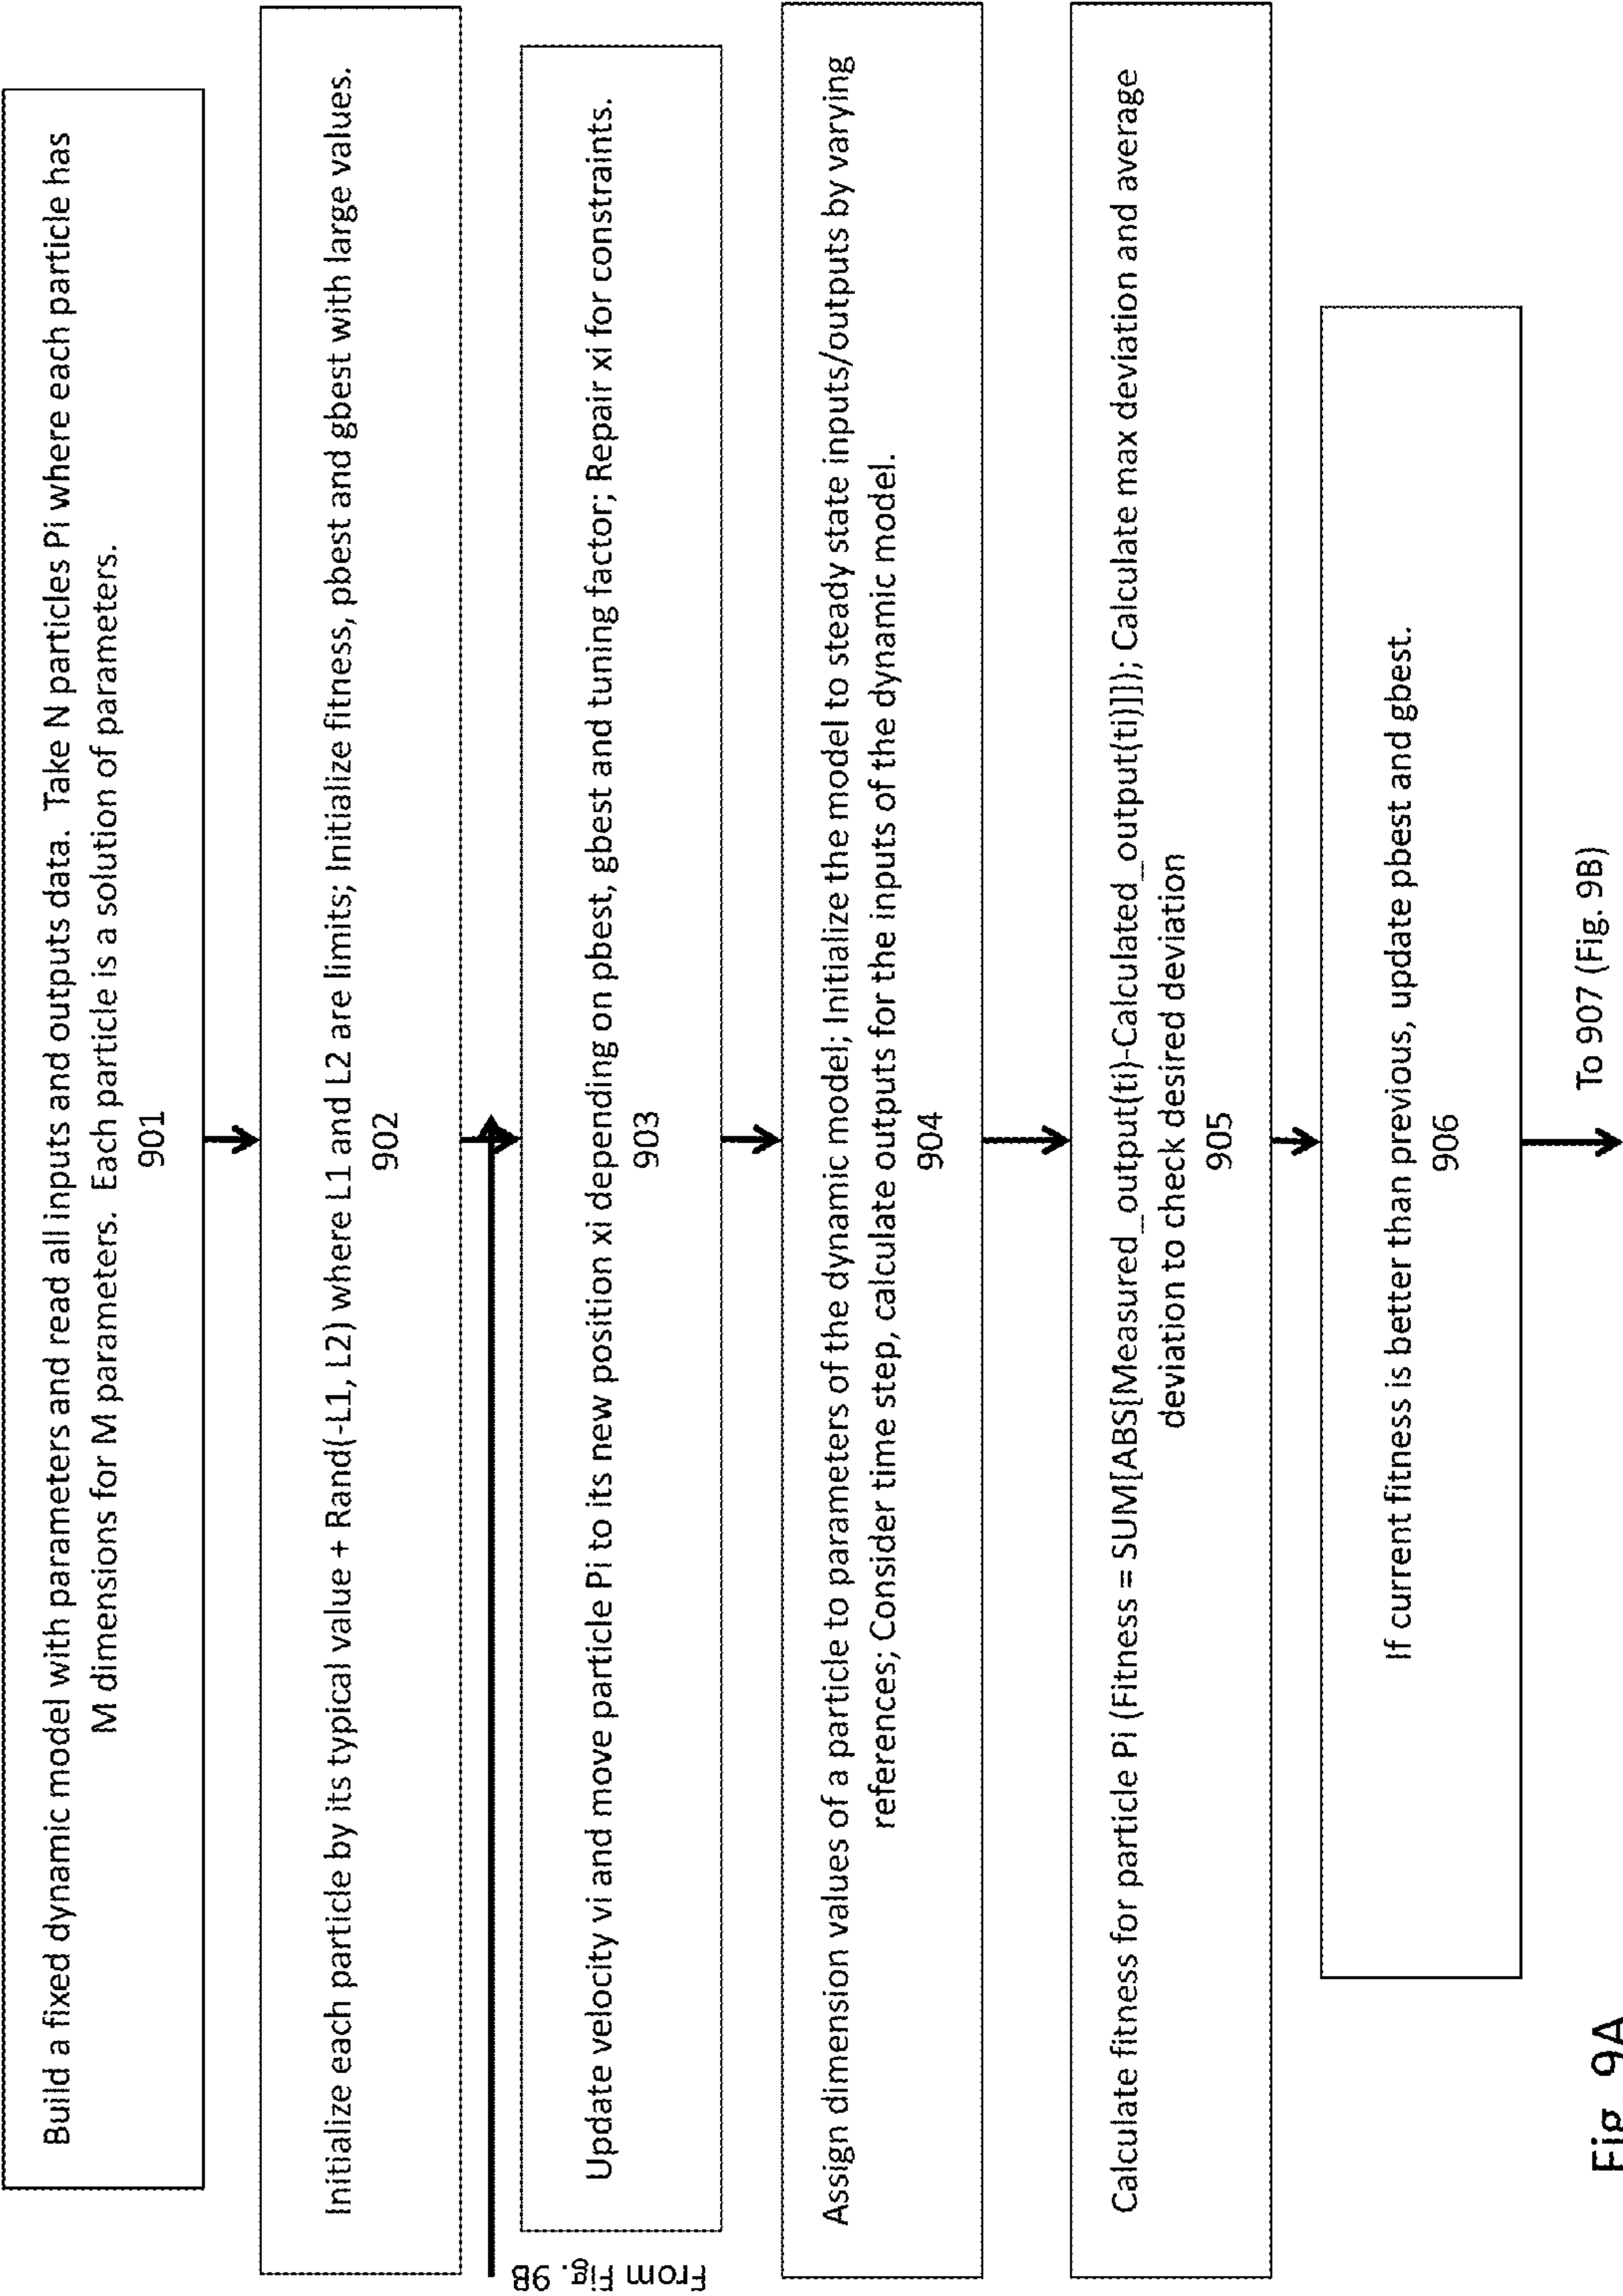 Build a fixed dynamic model with parameters and read all inputs and outputs data. Take N particles Pi where each particle has
M dimensions for M parameters. Each particle is a solution of parameters.
901
Initialize each particle by its typical value + Rand(-L1, L2) where L1 and L2 are limits; Initialize fitness, pbest and gbest with large values.
902
From Fig. 9B
Update velocity vi and move particle Pi to its new position xi depending on pbest, gbest and tuning factor; Repair xi for constraints.
903
Assign dimension values of a particle to parameters of the dynamic model; Initialize the model to steady state inputs/outputs by varying
references; Consider time step, calculate outputs for the inputs of the dynamic model.
904
Calculate fitness for particle Pi (Fitness = SUM[ABS[Measured_output(ti)-Calculated_output(ti)]]); Calculate max deviation and average
deviation to check desired deviation
905
If current fitness is better than previous, update pbest and gbest.
906
To 907 (Fig. 9B)
Fig. 9A